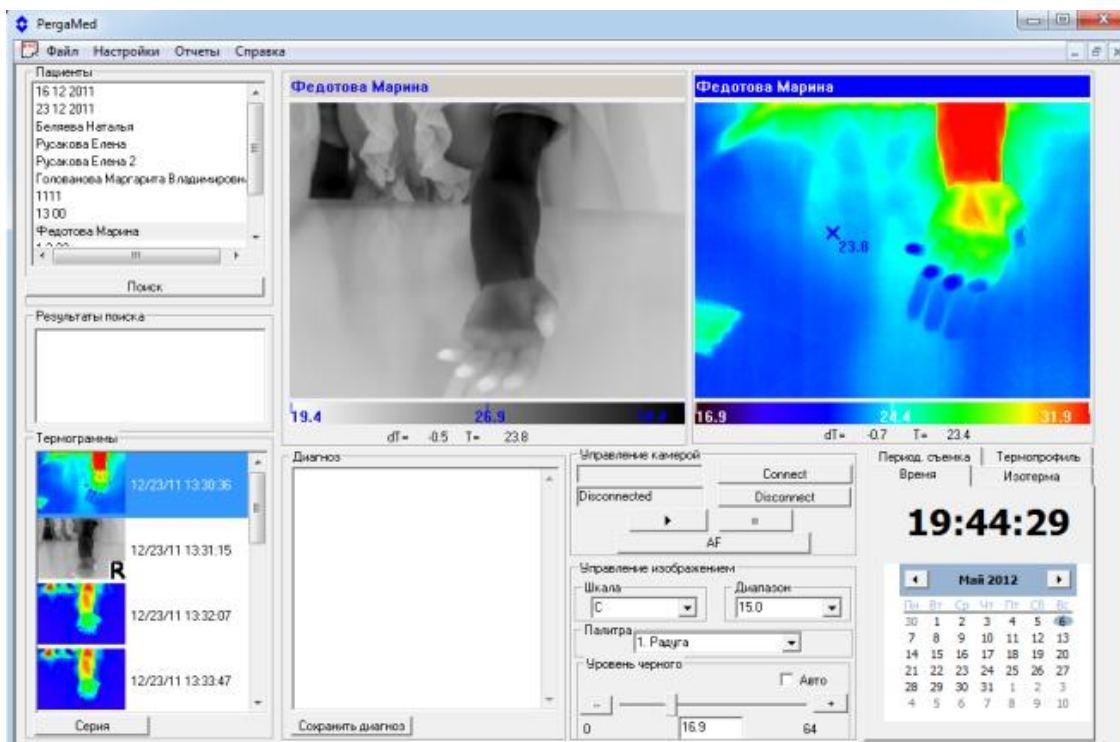 PergaMed
Файл Настройки Отчеты Справка
Пациенты
16 12 2011
23 12 2011
Беляева Наталья
Русакова Елена
Русакова Елена 2
Голованова Маргарита Владимировн
1111
13 00
Федотова Марина
Поиск
Результаты поиска
Термограммы
12/23/11 13:30:36
12/23/11 13:31:15
R
12/23/11 13:32:07
12/23/11 13:33:47
Серия
Федотова Марина
19.4 26.9
dT= -0.5 T= 23.8
Федотова Марина
23.8
16.9 24.4 31.9
dT= -0.7 T= 23.4
Диагноз
Сохранить диагноз
Управление камерой
Connect
Disconnected Disconnect
AF
Управление изображением
Шкала Диапазон
C 15.0
Палитра
1. Радуга
Уровень черного
Авто
-- +
0 16.9 64
Период. съемка Термопрофиль
Время Изотерма
19:44:29
Май 2012
Пн Вт Ср Чт Пт Сб Вс
30 1 2 3 4 5 6
7 8 9 10 11 12 13
14 15 16 17 18 19 20
21 22 23 24 25 26 27
28 29 30 31 1 2 3
4 5 6 7 8 9 10